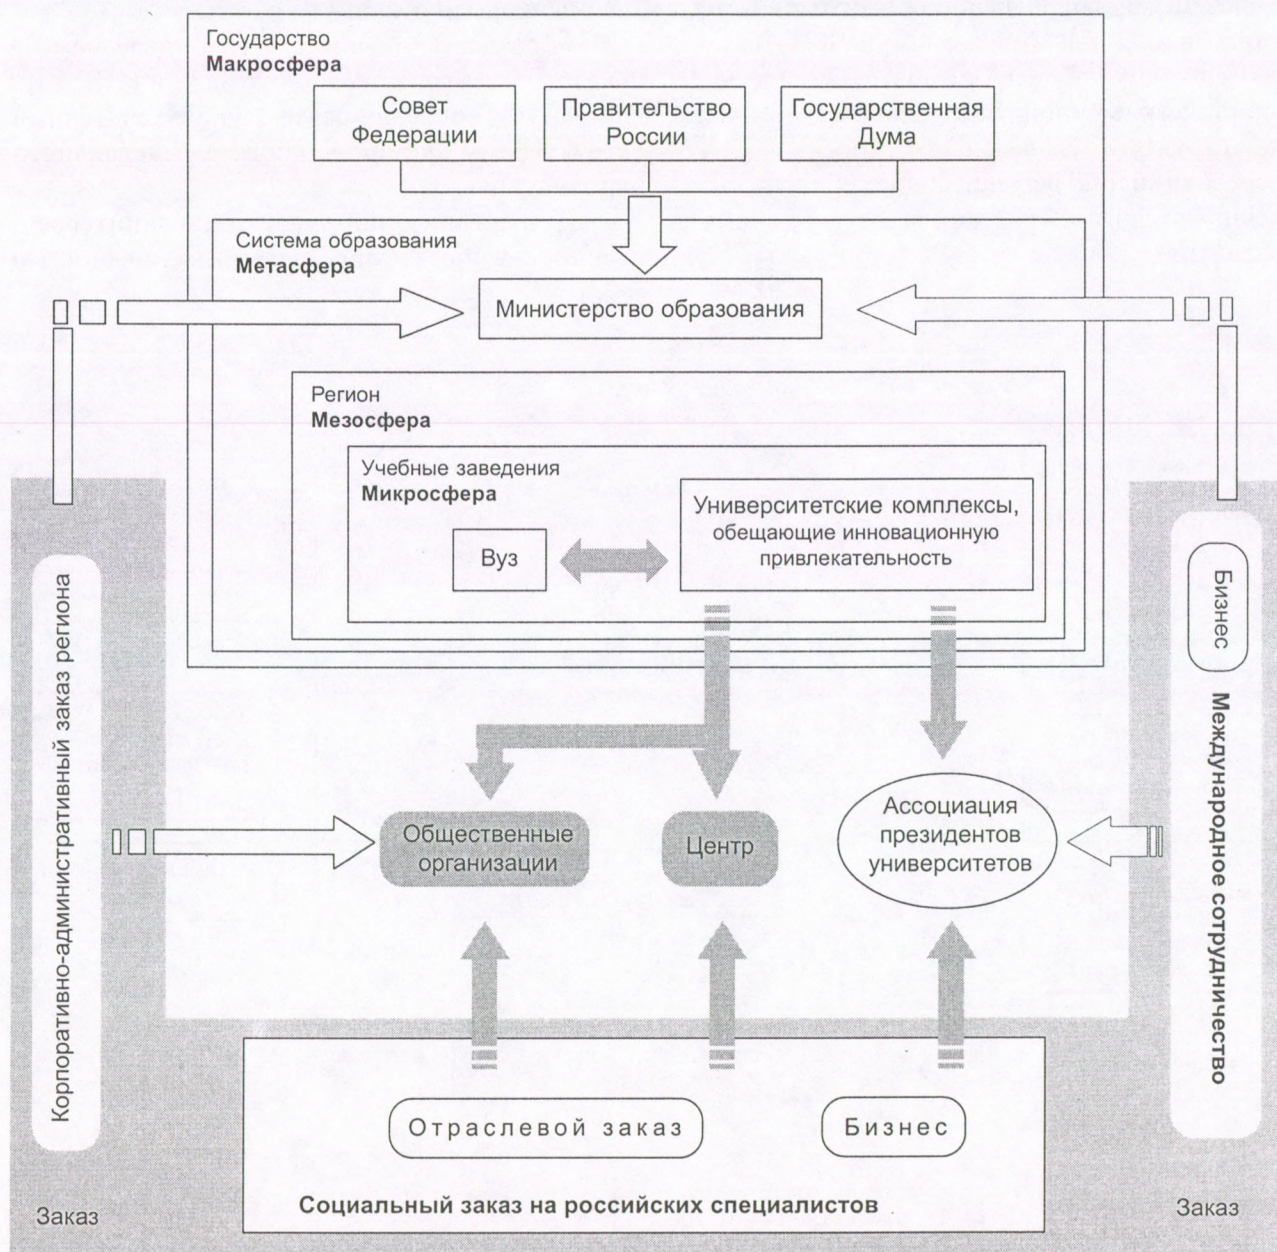 Государство
Макросфера
Совет
Федерации
Правительство
России
Государственная
Дума
Система образования
Метасфера
Министерство образования
Регион
Мезосфера
Учебные заведения
Микросфера
Вуз
Университетские комплексы,
обещающие инновационную
привлекательность
Корпоративно-административный заказ региона
Бизнес
Международное сотрудничество
Общественные
организации
Центр
Ассоциация
президентов
университетов
Отраслевой заказ
Бизнес
Социальный заказ на российских специалистов
Заказ
Заказ